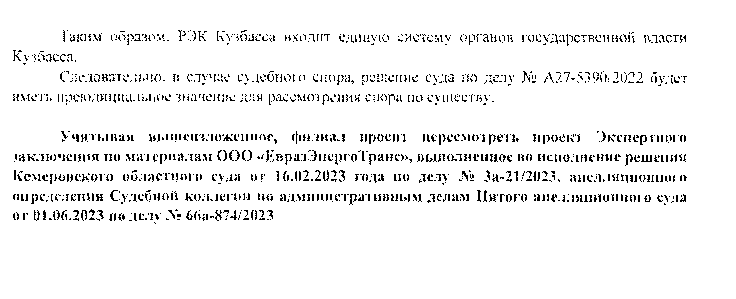 Таким образом, РЭК Кузбасса входит единую систему органов государственной власти
Кузбасса.
Следовательно, в случае судебного спора, решение суда по делу № А27-5390/2022 будет
иметь преюдициальное значение для рассмотрения спора по существу.
Учитывая вышеизложенное, филиал просит пересмотреть проект Экспертного
заключения по материалам ООО «ЕвразЭнергоТранс», выполненное во исполнение решения
Кемеровского областного суда от 16.02.2023 года по делу № 3а-21/2023, апелляционного
определения Судебной коллегии по административным делам Пятого апелляционного суда
от 01.06.2023 по делу № 66а-874/2023